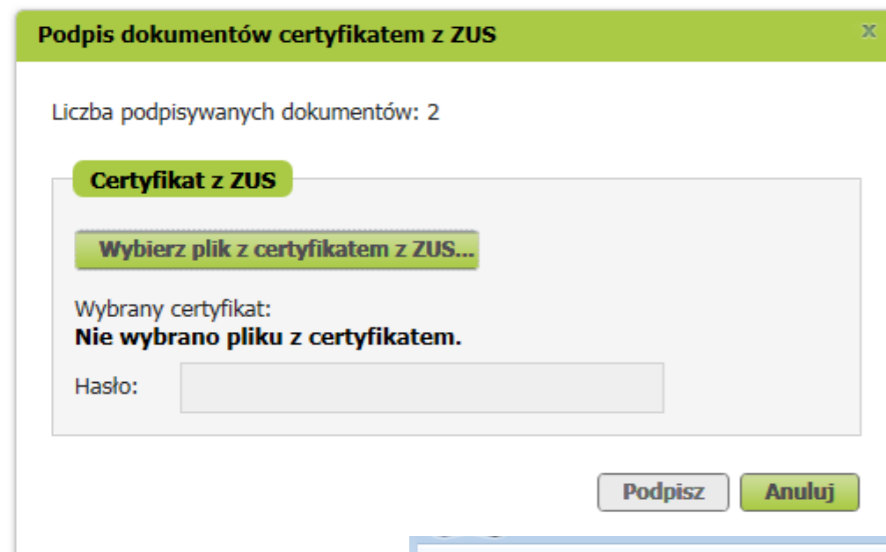 Podpis dokumentów certyfikatem z ZUS x
Liczba podpisywanych dokumentów: 2
Certyfikat z ZUS
Wybierz plik z certyfikatem z ZUS...
Wybrany certyfikat:
Nie wybrano pliku z certyfikatem.
Hasło:
Podpisz Anuluj